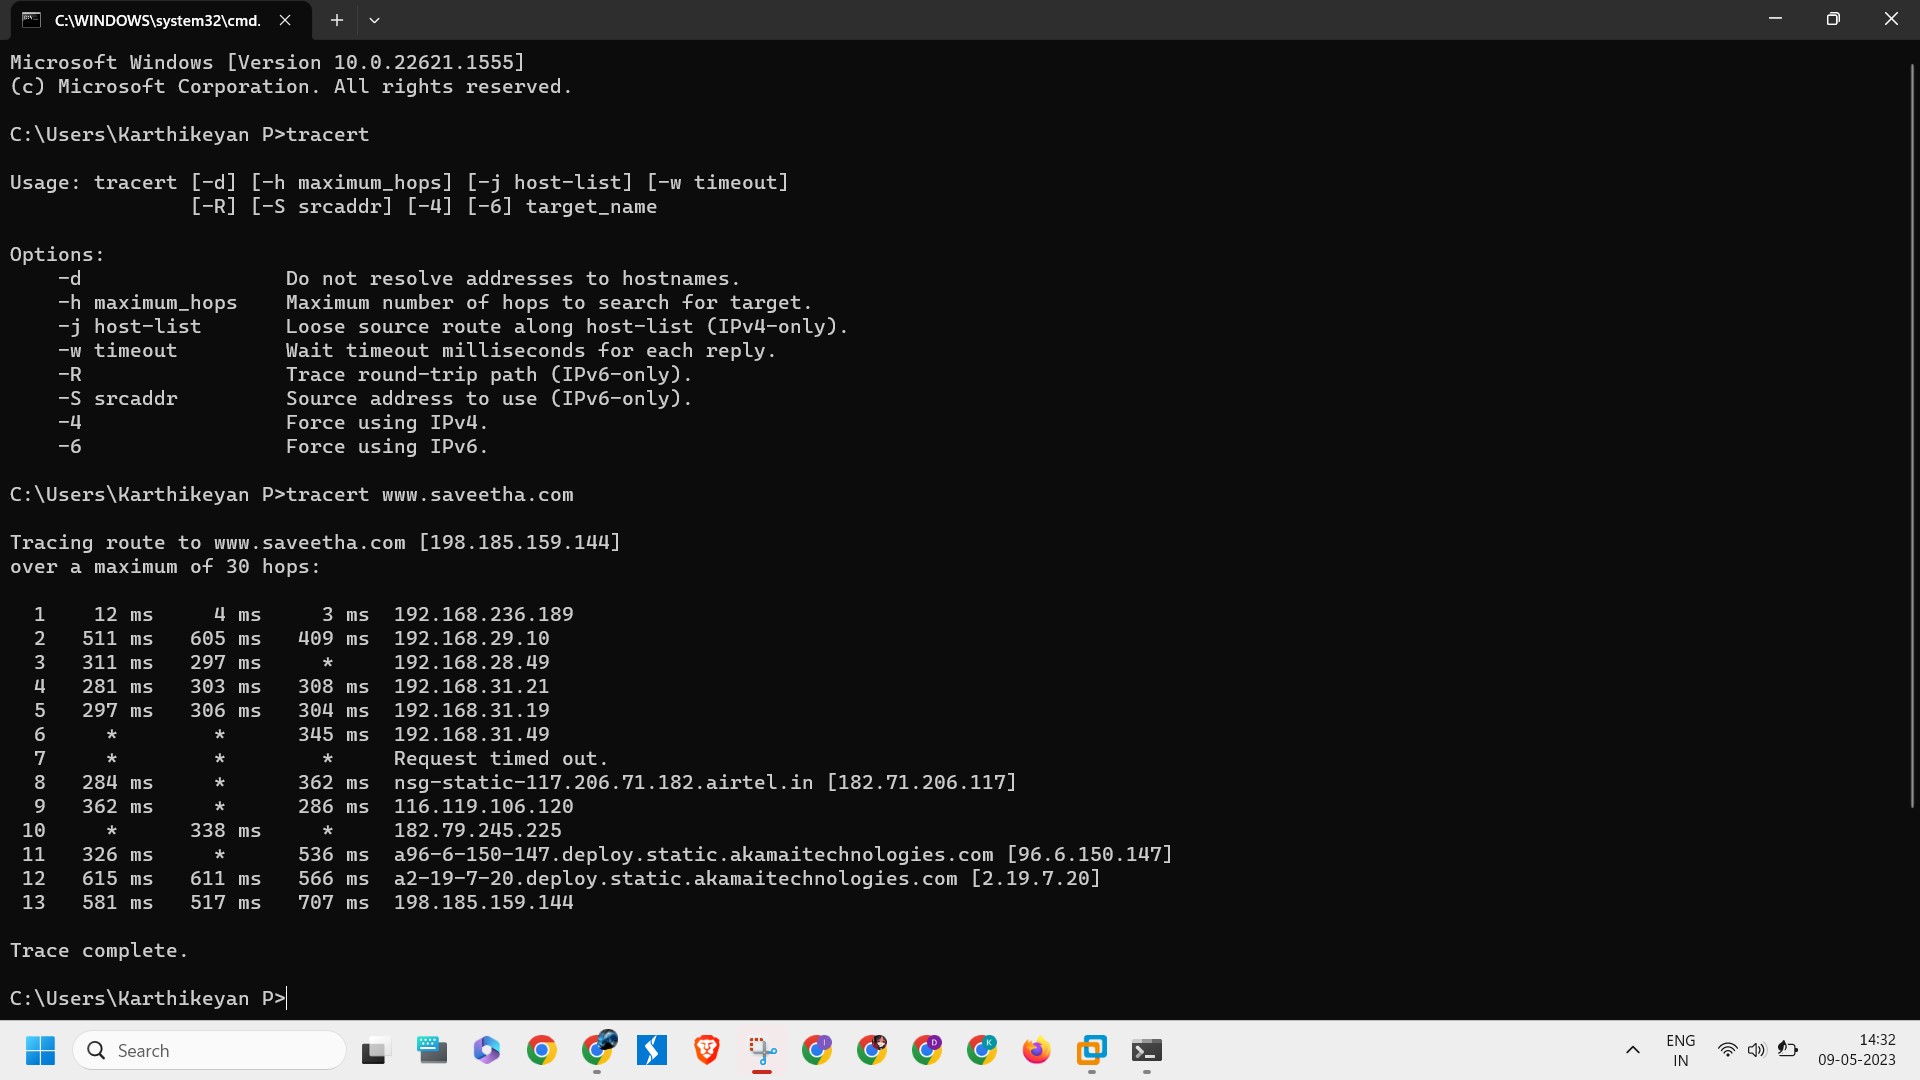 C:\WINDOWS\system32\cmd.
Microsoft Windows [Version 10.0.22621.1555]
(c) Microsoft Corporation. All rights reserved.
C:\Users\Karthikeyan P>tracert
Usage: tracert [-d] [-h maximum_hops] [-j host-list] [-w timeout]
               [-R] [-S srcaddr] [-4] [-6] target_name
Options:
    -d                 Do not resolve addresses to hostnames.
    -h maximum_hops    Maximum number of hops to search for target.
    -j host-list       Loose source route along host-list (IPv4-only).
    -w timeout         Wait timeout milliseconds for each reply.
    -R                 Trace round-trip path (IPv6-only).
    -S srcaddr         Source address to use (IPv6-only).
    -4                 Force using IPv4.
    -6                 Force using IPv6.
C:\Users\Karthikeyan P>tracert www.saveetha.com
Tracing route to www.saveetha.com [198.185.159.144]
over a maximum of 30 hops:
  1    12 ms     4 ms     3 ms  192.168.236.189
  2   511 ms   605 ms   409 ms  192.168.29.10
  3   311 ms   297 ms     *     192.168.28.49
  4   281 ms   303 ms   308 ms  192.168.31.21
  5   297 ms   306 ms   304 ms  192.168.31.19
  6     *        *      345 ms  192.168.31.49
  7     *        *        *     Request timed out.
  8   284 ms     *      362 ms  nsg-static-117.206.71.182.airtel.in [182.71.206.117]
  9   362 ms     *      286 ms  116.119.106.120
 10     *      338 ms     *     182.79.245.225
 11   326 ms     *      536 ms  a96-6-150-147.deploy.static.akamaitechnologies.com [96.6.150.147]
 12   615 ms   611 ms   566 ms  a2-19-7-20.deploy.static.akamaitechnologies.com [2.19.7.20]
 13   581 ms   517 ms   707 ms  198.185.159.144
Trace complete.
C:\Users\Karthikeyan P>
Search
I
D
K
ENG
IN
14:32
09-05-2023